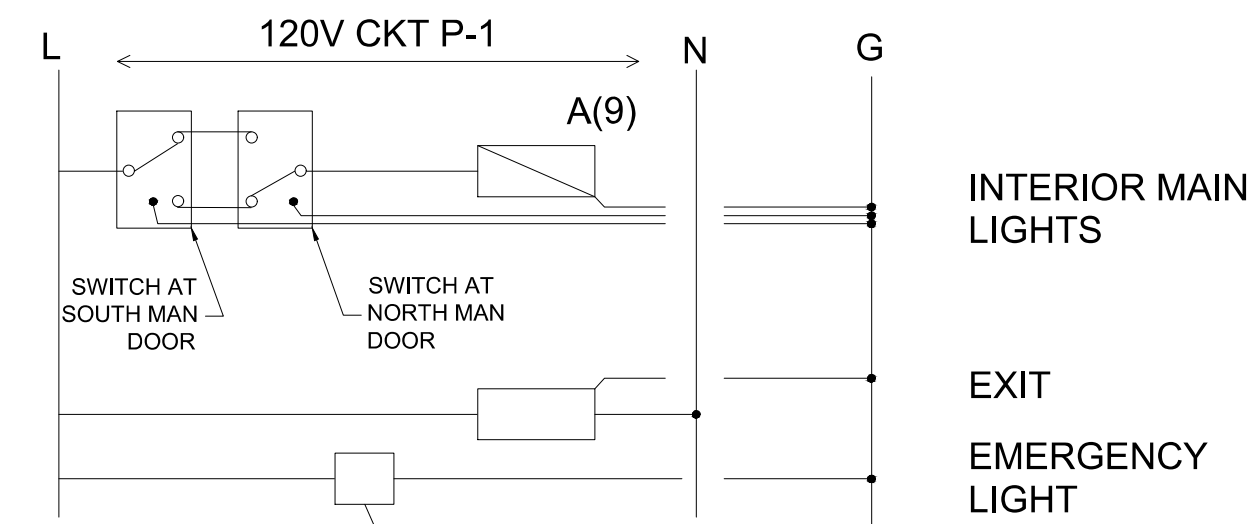 120V CKT P-1
L
N
G
A(9)
INTERIOR MAIN
LIGHTS
SWITCH AT
SOUTH MAN
DOOR
SWITCH AT
NORTH MAN
DOOR
EXIT
EMERGENCY
LIGHT